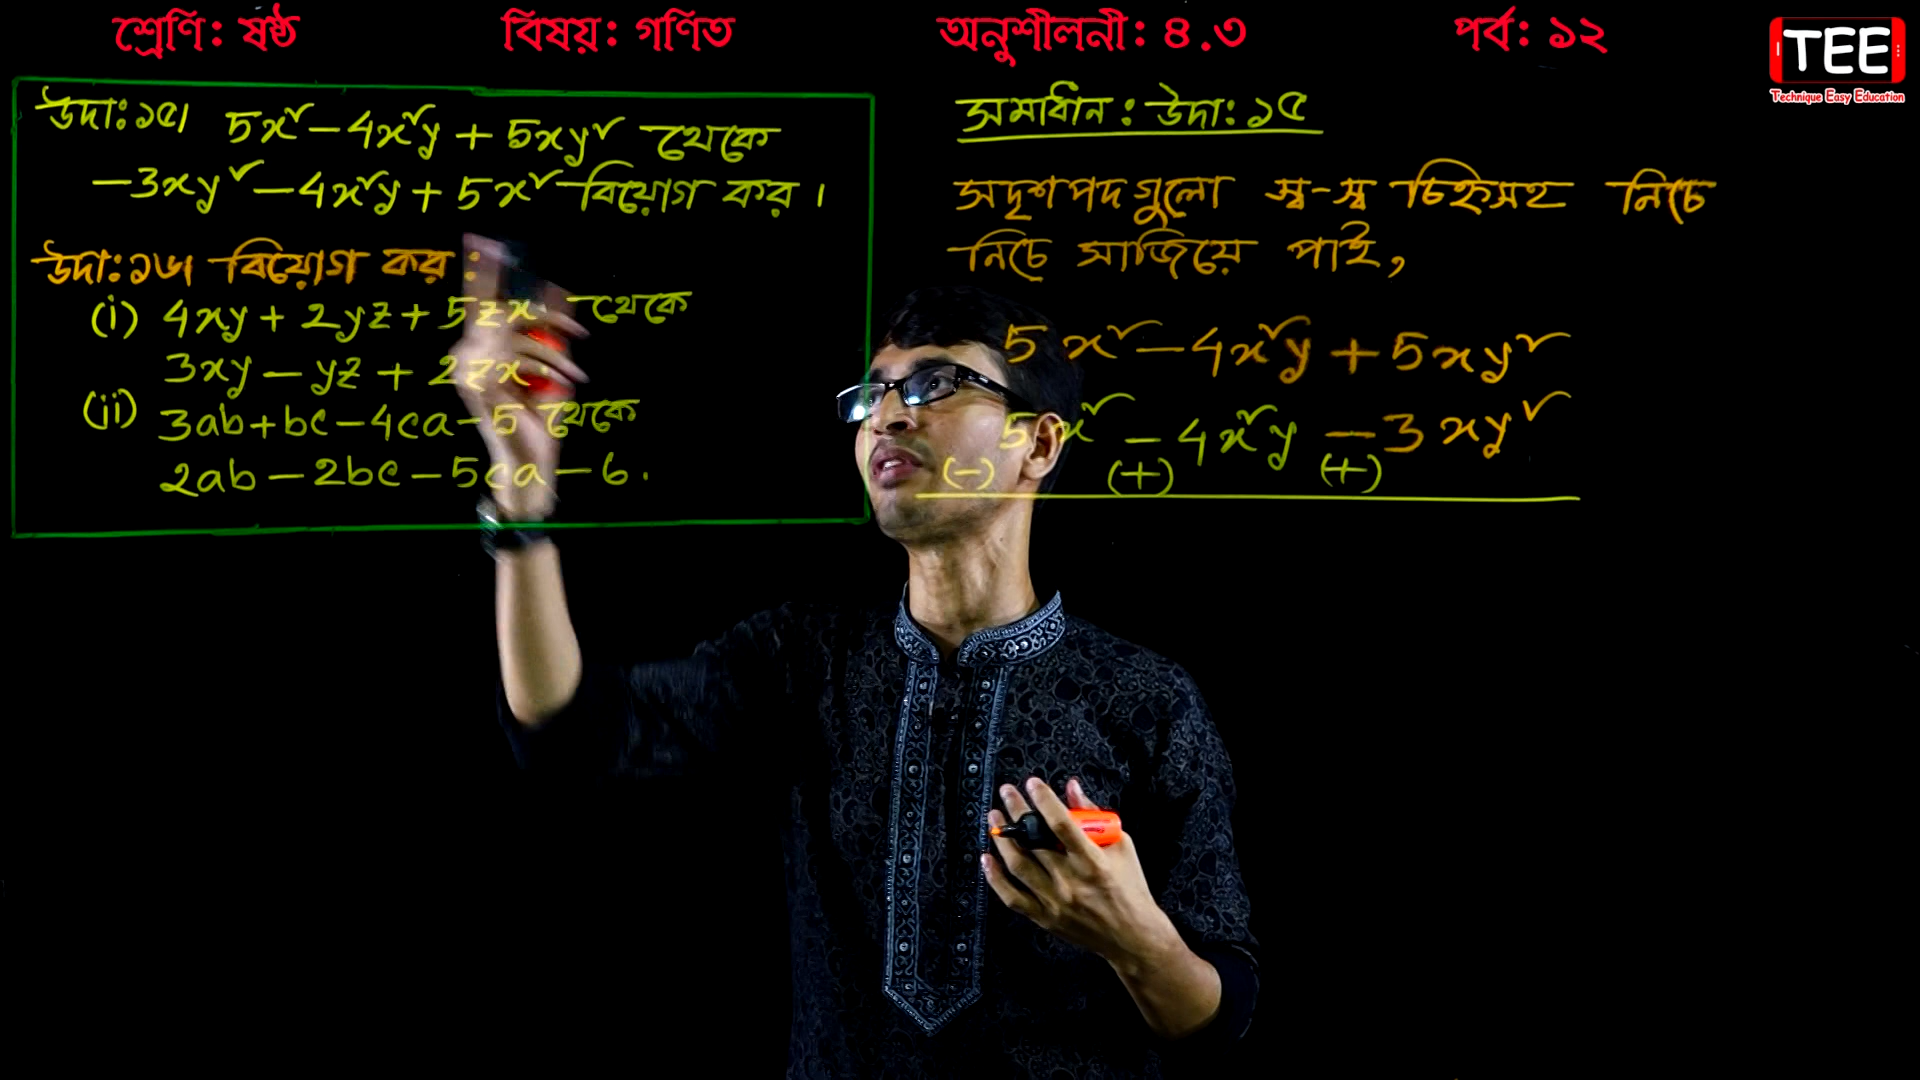 শ্রেণি: ষষ্ঠ বিষয়: গণিত অনুশীলনী: ৪.৩ পর্ব: ১২
TEE
Technique Easy Education
উদা: ১৫। 5x² - 4x²y + 5xy² থেকে
-3xy² - 4x²y + 5x² বিয়োগ কর।
উদা: ১৬। বিয়োগ কর:
(i) 4xy + 2yz + 5zx থেকে
3xy - yz + 2zx.
(ii) 3ab + bc - 4ca - 5 থেকে
2ab - 2bc - 5ca - 6.
সমাধান: উদা: ১৫
সদৃশপদগুলো স্ব-স্ব চিহ্নসহ নিচে
নিচে সাজিয়ে পাই,
5x² - 4x²y + 5xy²
5x² - 4x²y - 3xy²
(-) (+) (+)